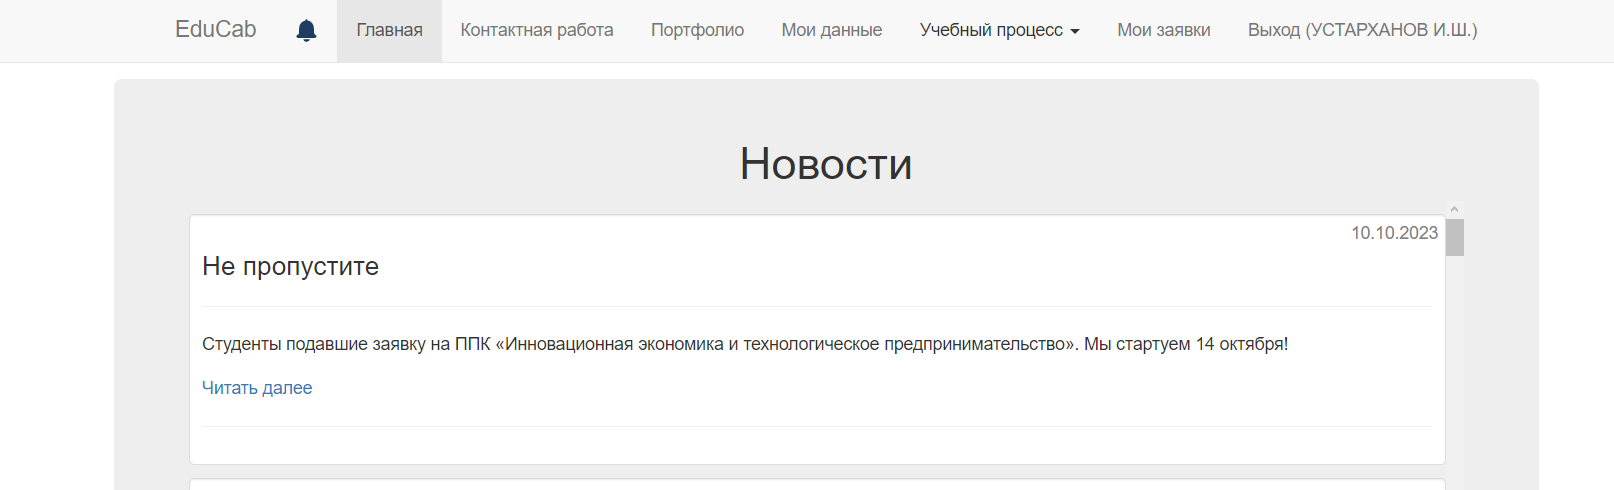 EduCab Главная Контактная работа Портфолио Мои данные Учебный процесс Мои заявки Выход (УСТАРХАНОВ И.Ш.)
Новости
10.10.2023
Не пропустите
Студенты подавшие заявку на ППК «Инновационная экономика и технологическое предпринимательство». Мы стартуем 14 октября!
Читать далее